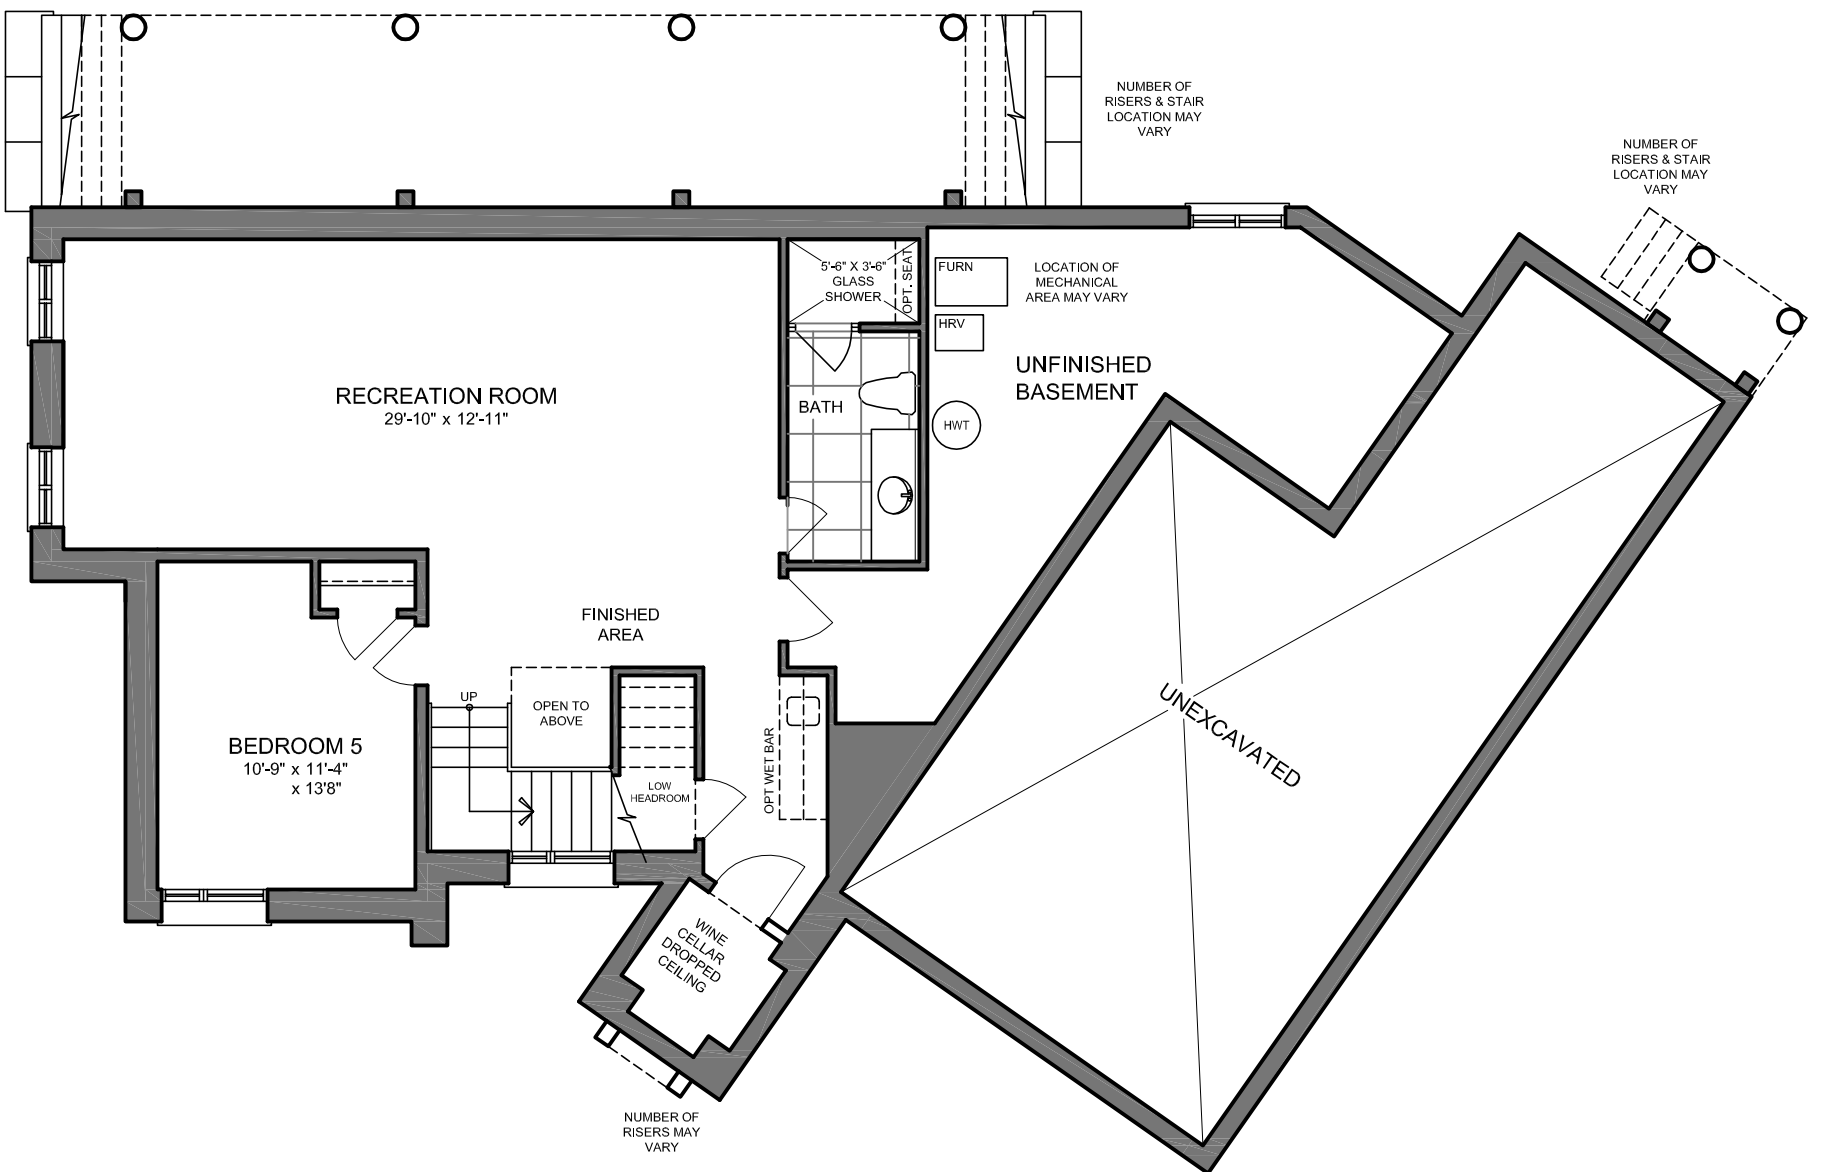 NUMBER OF
RISERS & STAIR
LOCATION MAY
VARY
NUMBER OF
RISERS & STAIR
LOCATION MAY
VARY
5'-6" X 3'-6"
GLASS
SHOWER
OPT. SEAT
FURN
LOCATION OF
MECHANICAL
AREA MAY VARY
HRV
UNFINISHED
BASEMENT
RECREATION ROOM
29'-10" x 12'-11"
BATH
HWT
FINISHED
AREA
UP
OPEN TO
ABOVE
UNEXCAVATED
BEDROOM 5
10'-9" x 11'-4"
x 13'8"
OPT WET BAR
LOW
HEADROOM
WINE
CELLAR
DROPPED
CEILING
NUMBER OF
RISERS MAY
VARY